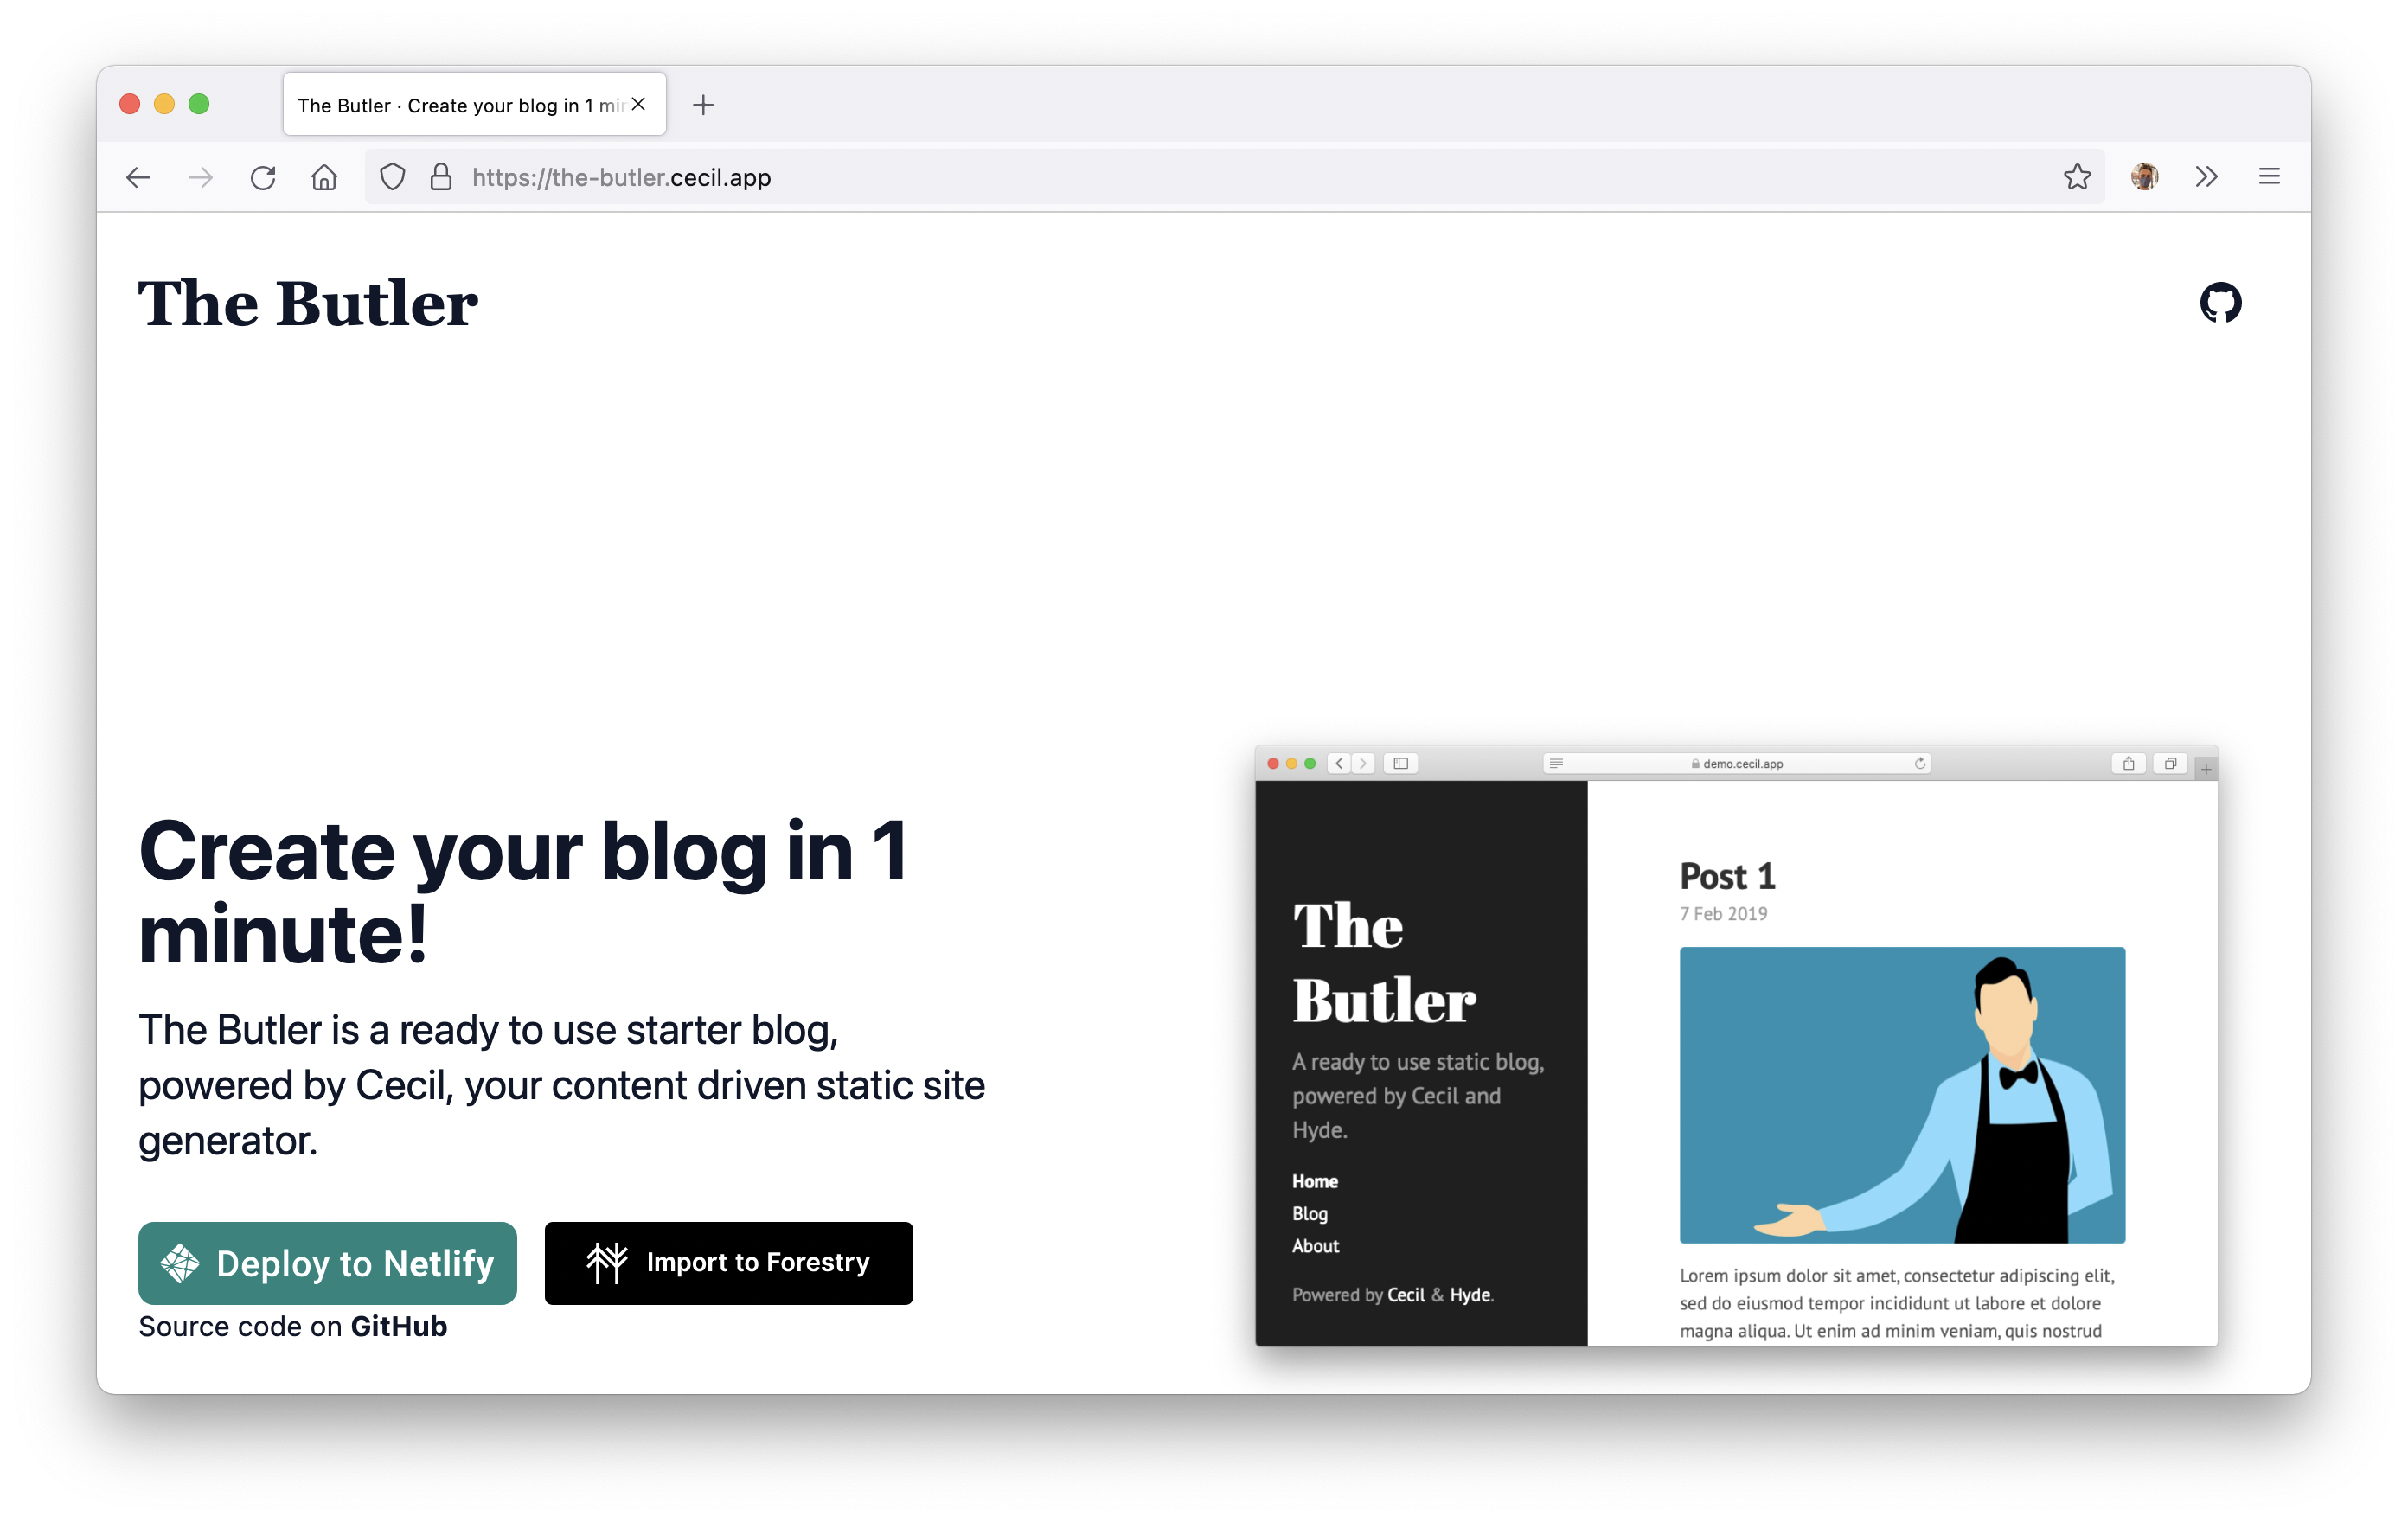 The Butler · Create your blog in 1 min
https://the-butler.cecil.app
The Butler
Create your blog in 1
minute!
The Butler is a ready to use starter blog,
powered by Cecil, your content driven static site
generator.
Deploy to Netlify
Import to Forestry
Source code on GitHub
demo.cecil.app
The
Butler
A ready to use static blog,
powered by Cecil and
Hyde.
Home
Blog
About
Powered by Cecil & Hyde.
Post 1
7 Feb 2019
Lorem ipsum dolor sit amet, consectetur adipiscing elit,
sed do eiusmod tempor incididunt ut labore et dolore
magna aliqua. Ut enim ad minim veniam, quis nostrud